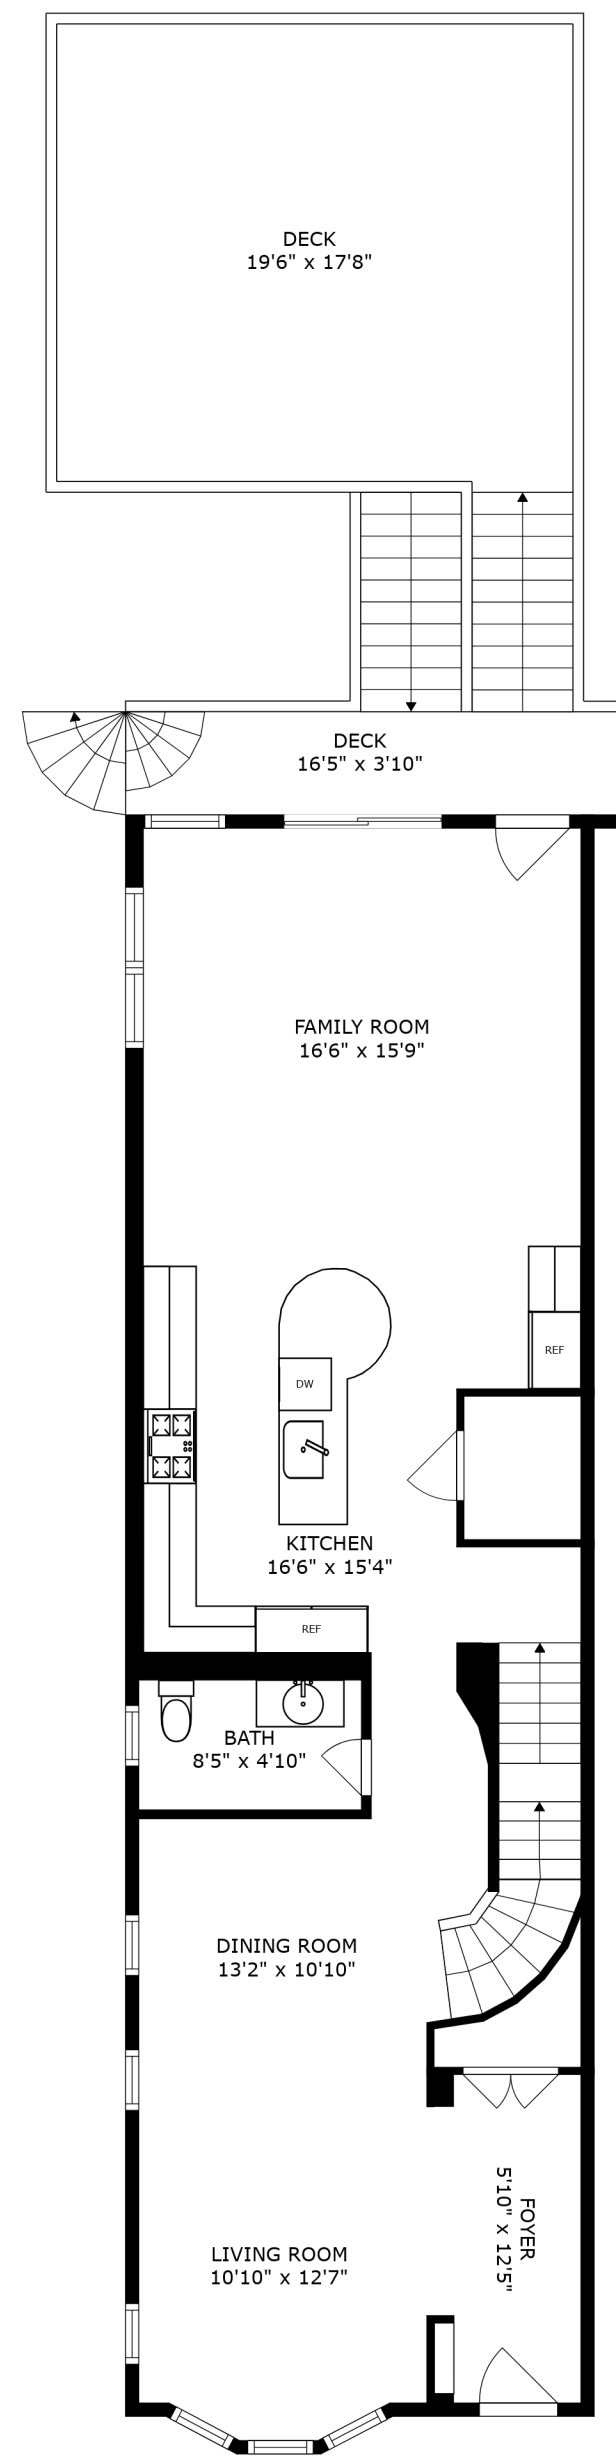 DECK
19'6" x 17'8"
DECK
16'5" x 3'10"
FAMILY ROOM
16'6" x 15'9"
REF
DW
KITCHEN
16'6" x 15'4"
REF
BATH
8'5" x 4'10"
DINING ROOM
13'2" x 10'10"
FOYER
5'10" x 12'5"
LIVING ROOM
10'10" x 12'7"